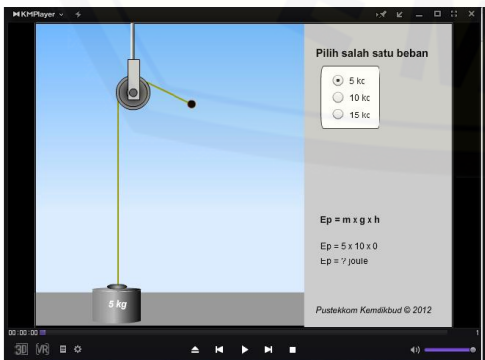 KMPlayer
Pilih salah satu beban
5 kg
10 kg
15 kg
Ep = m x g x h
Ep = 5 x 10 x 0
Ep = ? joule
5 kg
Pustekkom Kemdikbud © 2012
00:00:00
3D VR